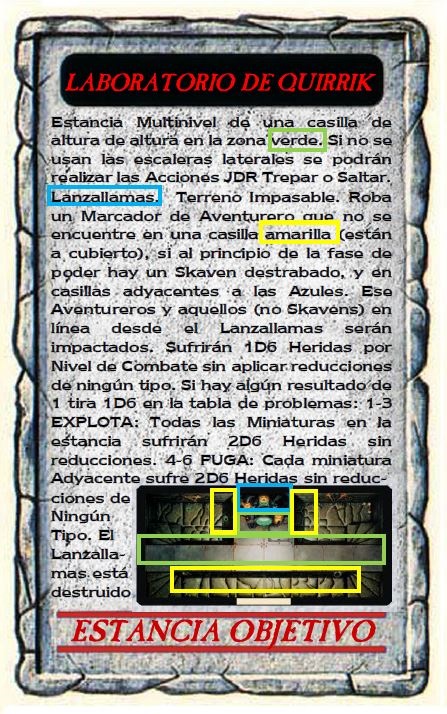 LABORATORIO DE QUIRRIK
Estancia Multinivel de una casilla de
altura de altura en la zona verde. Si no se
usan las escaleras laterales se podrán
realizar las Acciones JDR Trepar o Saltar.
Lanzallamas. Terreno Impasable. Roba
un Marcador de Aventurero que no se
encuentre en una casilla amarilla (están
a cubierto), si al principio de la fase de
poder hay un Skaven destrabado, y en
casillas adyacentes a las Azules. Ese
Aventureros y aquellos (no Skavens) en
línea desde el Lanzallamas serán
impactados. Sufrirán 1D6 Heridas por
Nivel de Combate sin aplicar reducciones
de ningún tipo. Si hay algún resultado de
1 tira 1D6 en la tabla de problemas: 1-3
EXPLOTA: Todas las Miniaturas en la
estancia sufrirán 2D6 Heridas sin
reducciones. 4-6 FUGA: Cada miniatura
Adyacente sufre 2D6 Heridas sin reduc-
ciones de
Ningún
Tipo. El
Lanzalla-
mas está
destruido
ESTANCIA OBJETIVO